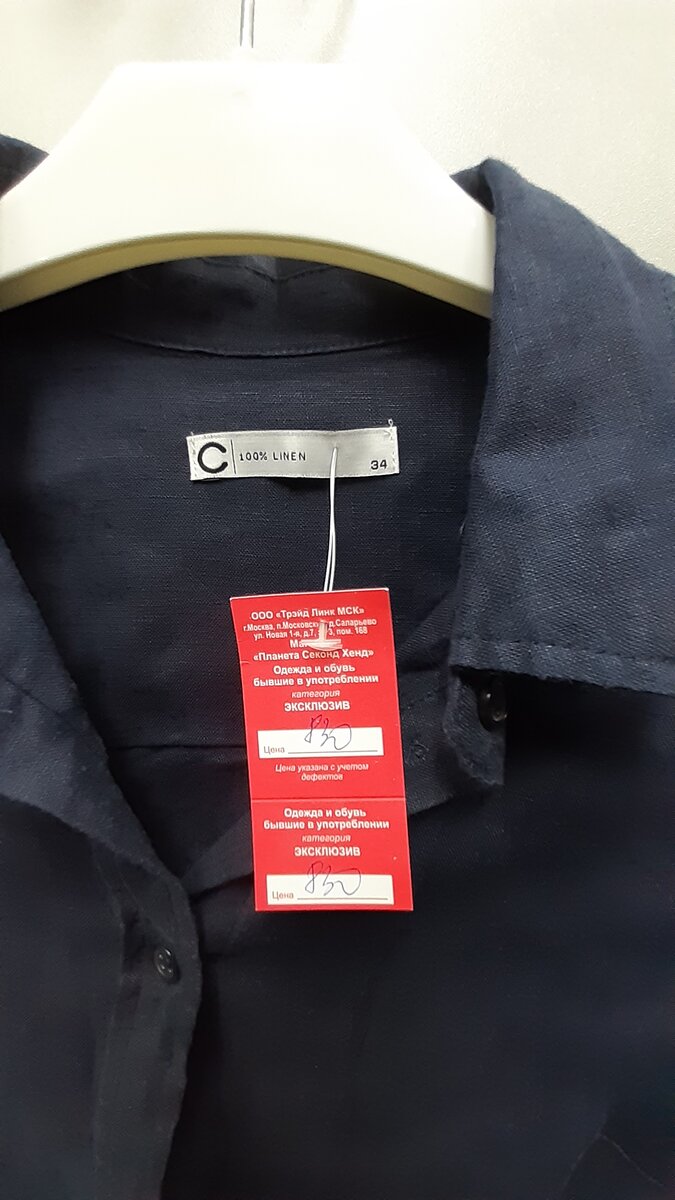 C 100% LINEN 34
ООО «Трэйд Линк МСК»
г.Москва, п.Московский, д.Саларьево
ул. Новая 1-я, д.7, пом. 168
«Планета Секонд Хенд»
Одежда и обувь
бывшие в употреблении
категория
ЭКСКЛЮЗИВ
Цена 830
Цена указана с учетом
дефектов
Одежда и обувь
бывшие в употреблении
категория
ЭКСКЛЮЗИВ
Цена 830